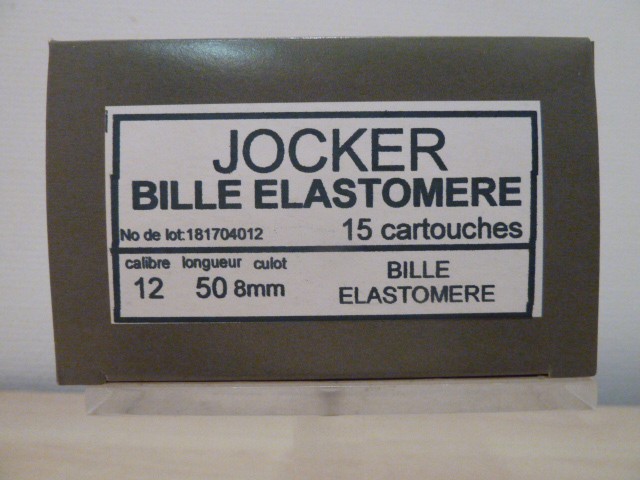 JOCKER
BILLE ELASTOMERE
No de lot:181704012 15 cartouches
calibre longueur culot
12 50 8mm
BILLE
ELASTOMERE